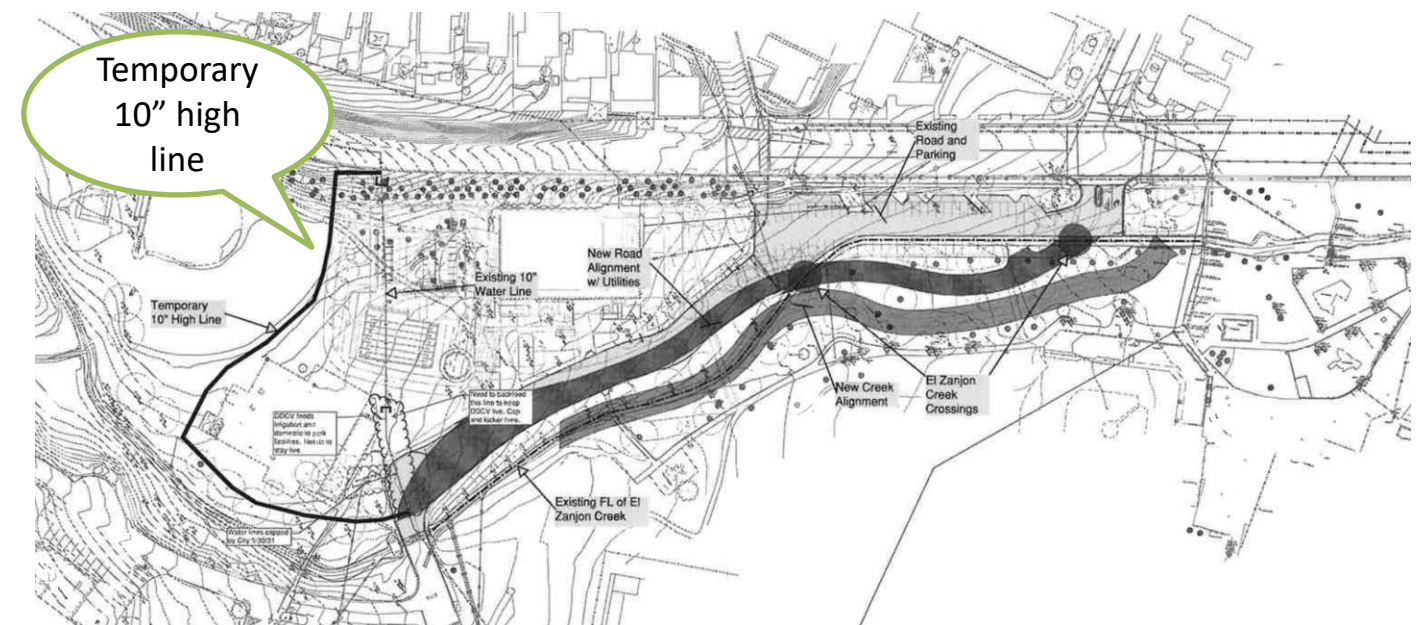 Temporary
10” high
line
Existing
Road and
Parking
New Road
Alignment
w/ Utilities
Existing 10"
Water Line
Temporary
10" High Line
Need to backfeed
this line to keep
DDCV live. Cap
and kicker here.
DDCV feeds
irrigation and
domestic to park
facilities. Needs to
stay live
New Creek
Alignment
El Zanjon
Creek
Crossings
Existing FL of El
Zanjon Creek
Water lines capped
by City 9/30/21